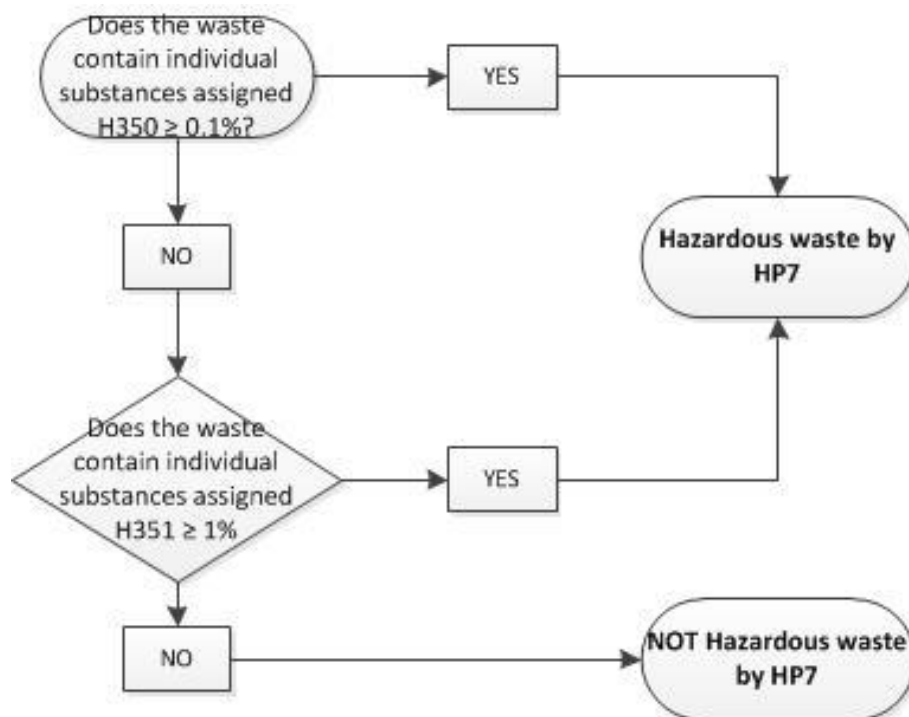 Does the waste
contain individual
substances assigned
H350 ≥ 0.1%?
YES
Hazardous waste by
HP7
NO
Does the waste
contain individual
substances assigned
H351 ≥ 1%
YES
NO
NOT Hazardous waste
by HP7